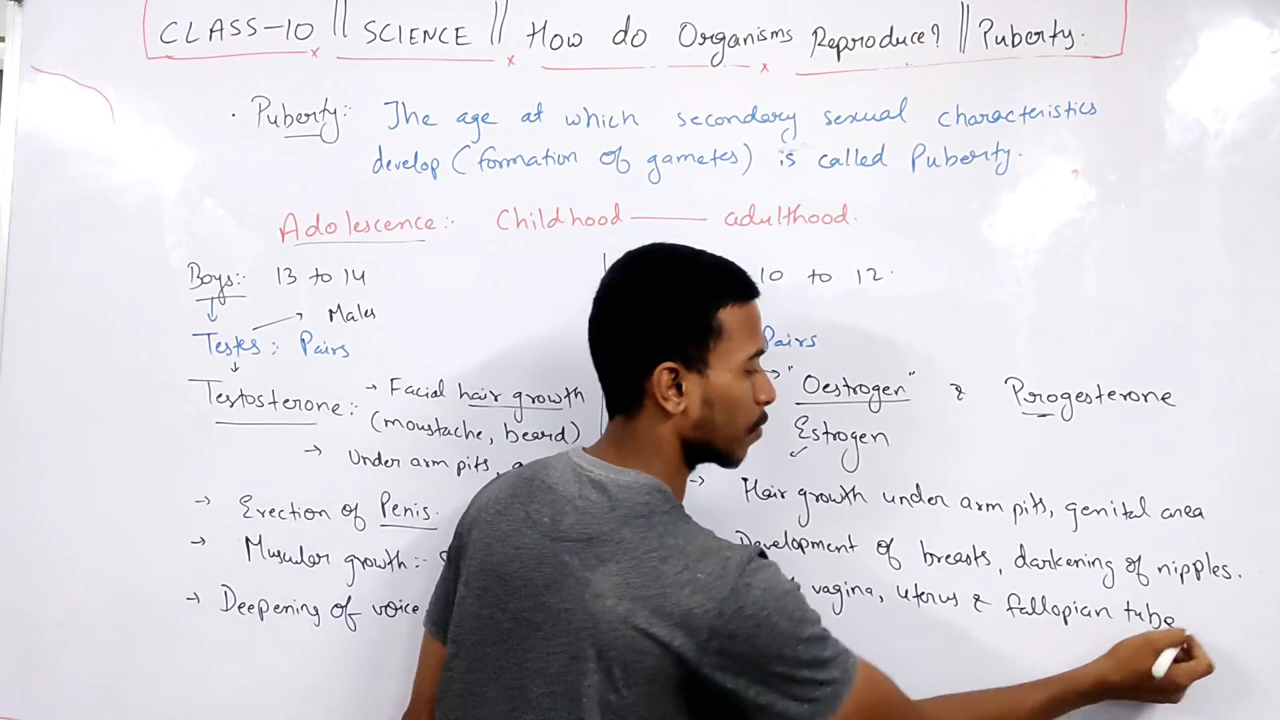 CLASS-10 || SCIENCE || How do Organisms Reproduce? || Puberty.
· Puberty: The age at which secondary sexual characteristics
develop (formation of gametes) is called Puberty.
Adolescence:- Childhood —— adulthood.
Boys:- 13 to 14
→ Males
Testes: Pairs
Testosterone:- → Facial hair growth
(moustache, beard)
→ Under arm pits,
→ Erection of Penis.
→ Muscular growth:-
→ Deepening of voice
10 to 12.
Pairs
→ "Oestrogen" & Progesterone
Estrogen
→ Hair growth under arm pits, genital area
Development of breasts, darkening of nipples.
vagina, uterus & fallopian tube